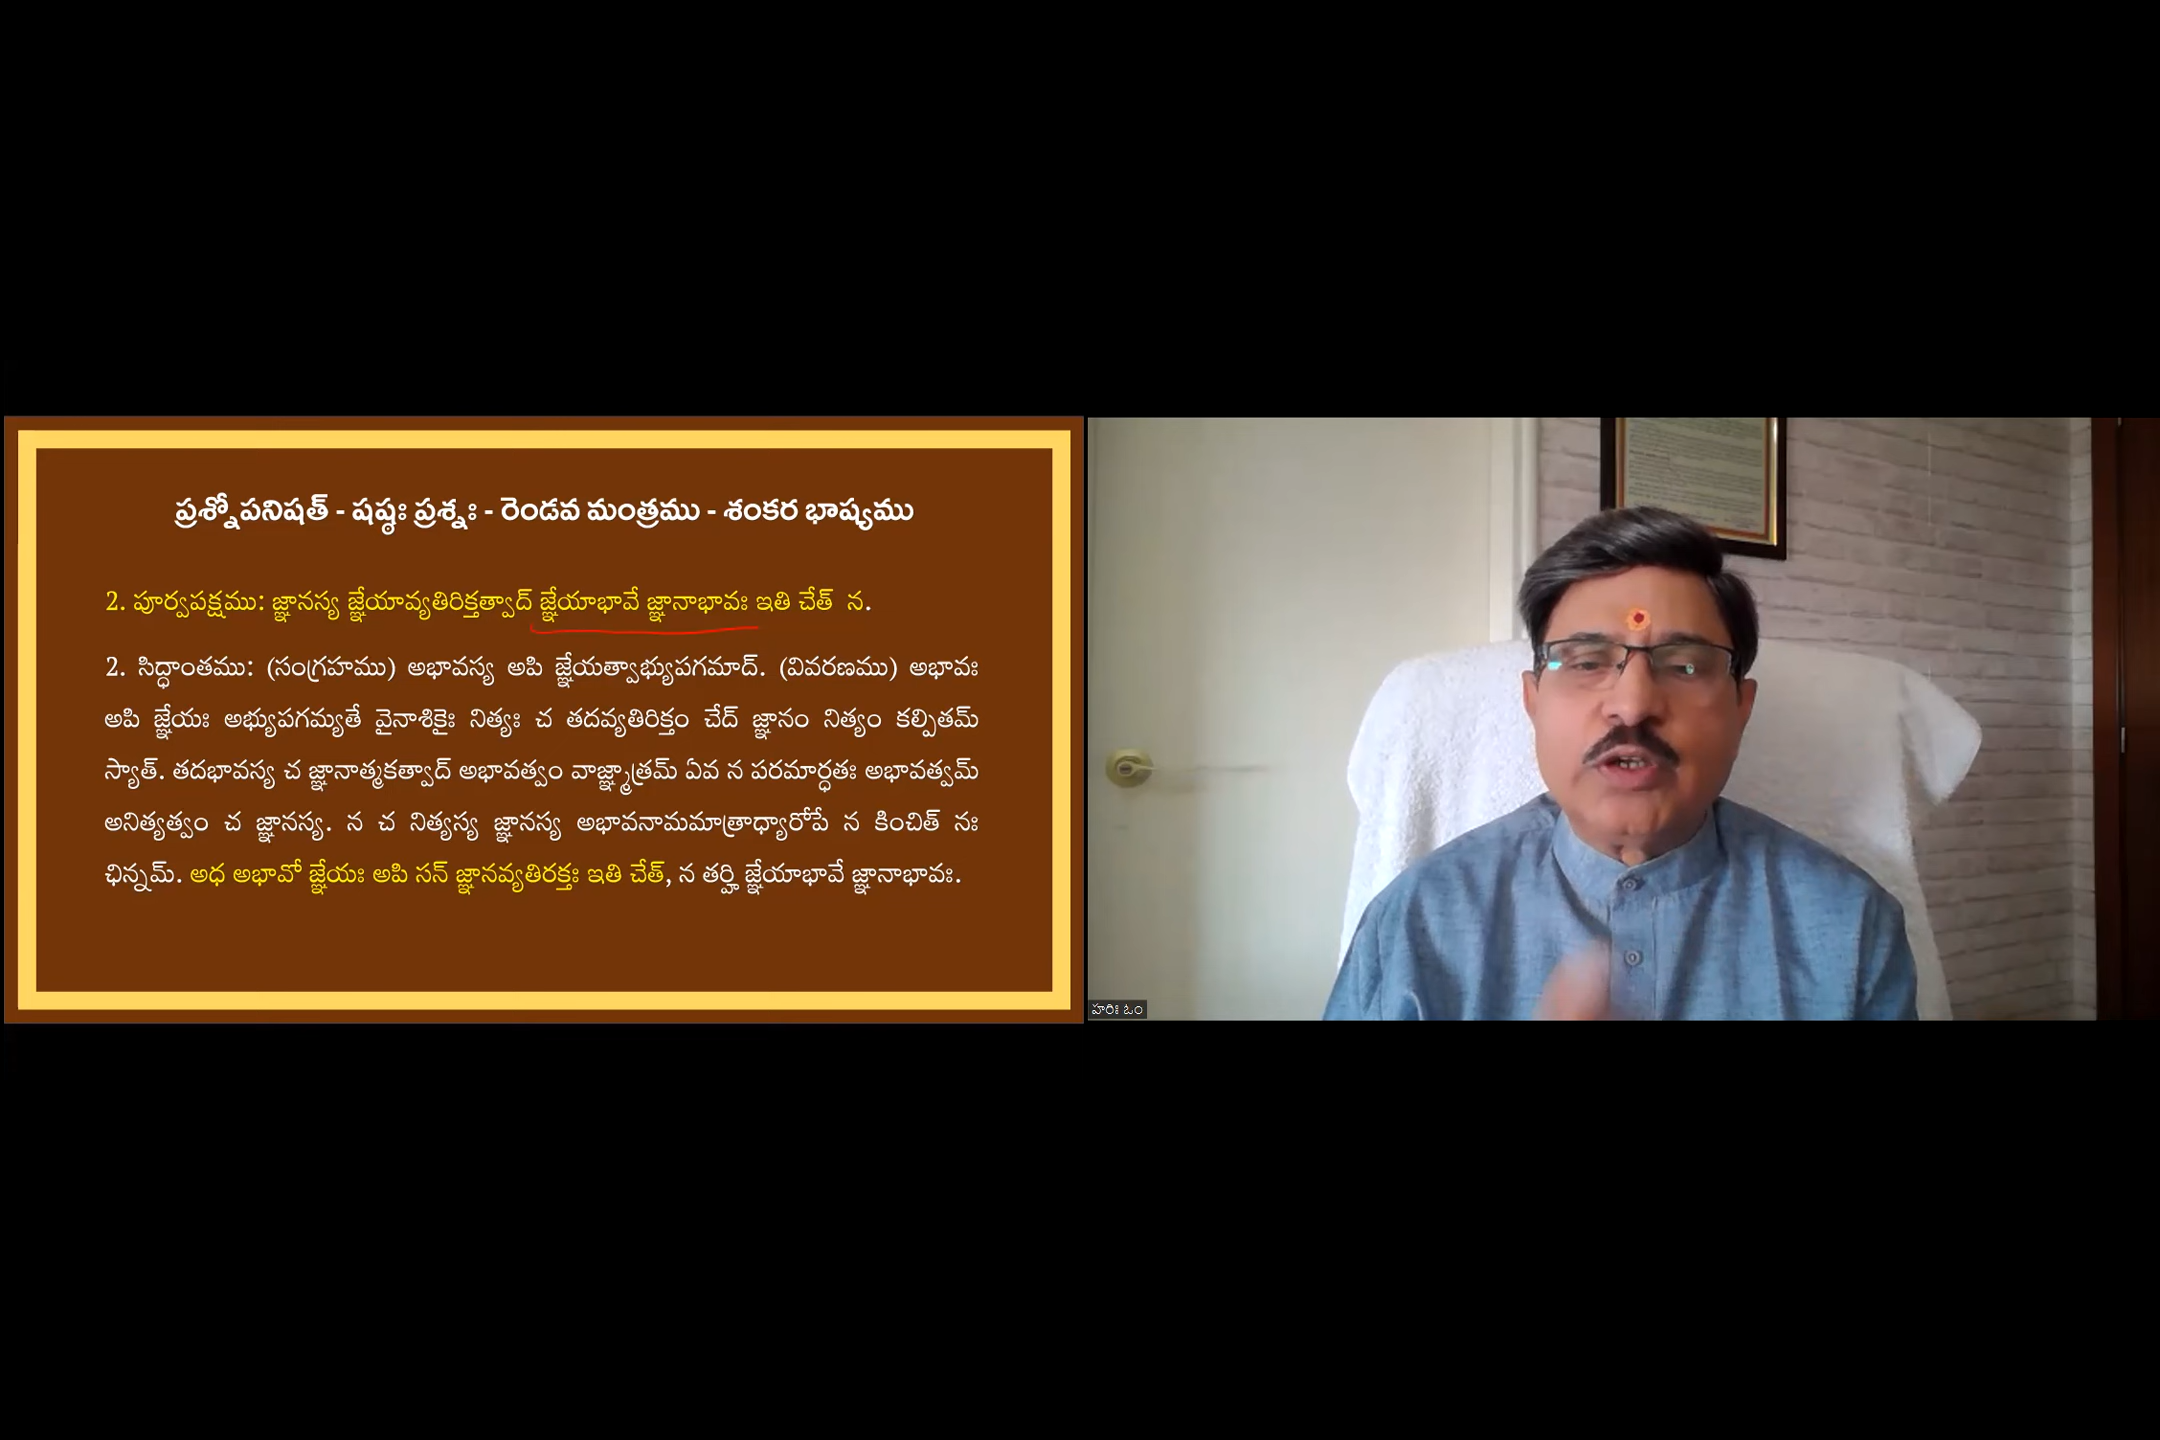 ప్రశ్నోపనిషత్ - షష్ఠః ప్రశ్నః - రెండవ మంత్రము - శంకర భాష్యము
2. పూర్వపక్షము: జ్ఞానస్య జ్ఞేయావ్యతిరిక్తత్వాద్ జ్ఞేయాభావే జ్ఞానాభావః ఇతి చేత్ న.
2. సిద్ధాంతము: (సంగ్రహము) అభావస్య అపి జ్ఞేయత్వాభ్యుపగమాద్. (వివరణము) అభావః
అపి జ్ఞేయః అభ్యుపగమ్యతే వైనాశికైః నిత్యః చ తదవ్యతిరిక్తం చేద్ జ్ఞానం నిత్యం కల్పితమ్
స్యాత్. తదభావస్య చ జ్ఞానాత్మకత్వాద్ అభావత్వం వాఙ్మాత్రమ్ ఏవ న పరమార్థతః అభావత్వమ్
అనిత్యత్వం చ జ్ఞానస్య. న చ నిత్యస్య జ్ఞానస్య అభావనామమాత్రాధ్యారోపే న కించిత్ నః
ఛిన్నమ్. అధ అభావో జ్ఞేయః అపి సన్ జ్ఞానవ్యతిరక్తః ఇతి చేత్, న తర్హి జ్ఞేయాభావే జ్ఞానాభావః.
హరిః ఓం